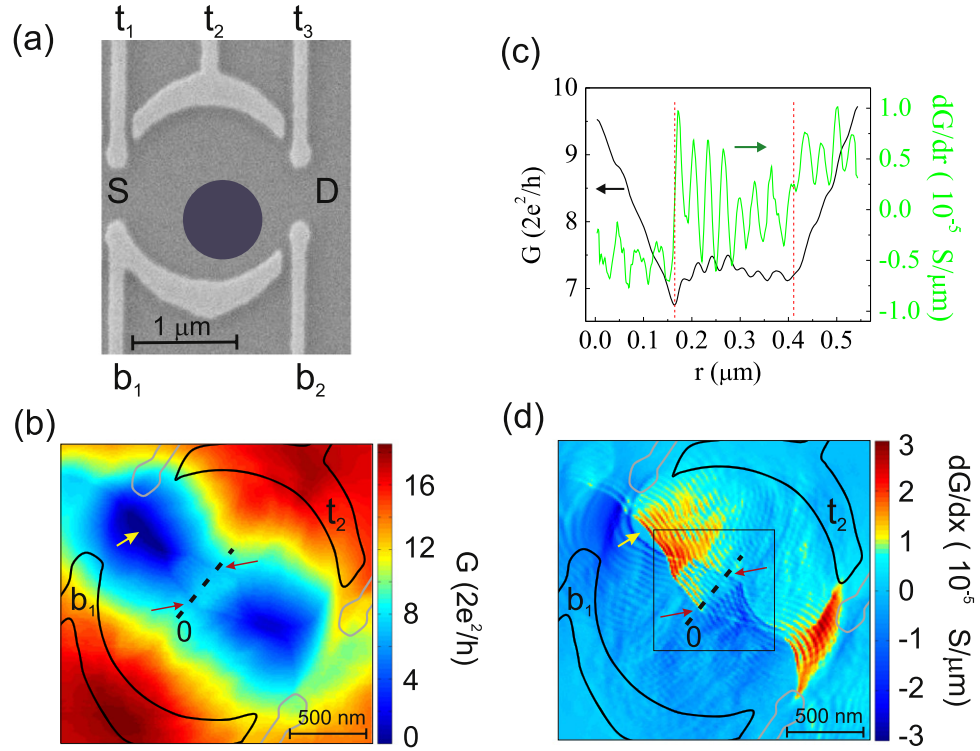 (a)
t₁ t₂ t₃
S D
1 μm
b₁ b₂
(c)
10
9
8
7
G (2e²/h)
0.0 0.1 0.2 0.3 0.4 0.5
r (μm)
1.0
0.5
0.0
-0.5
-1.0
dG/dr ( 10⁻⁵ S/μm)
(b)
t₂
b₁
0
500 nm
16
12
8
4
0
G (2e²/h)
(d)
t₂
b₁
0
500 nm
3
2
1
0
-1
-2
-3
dG/dx ( 10⁻⁵ S/μm)